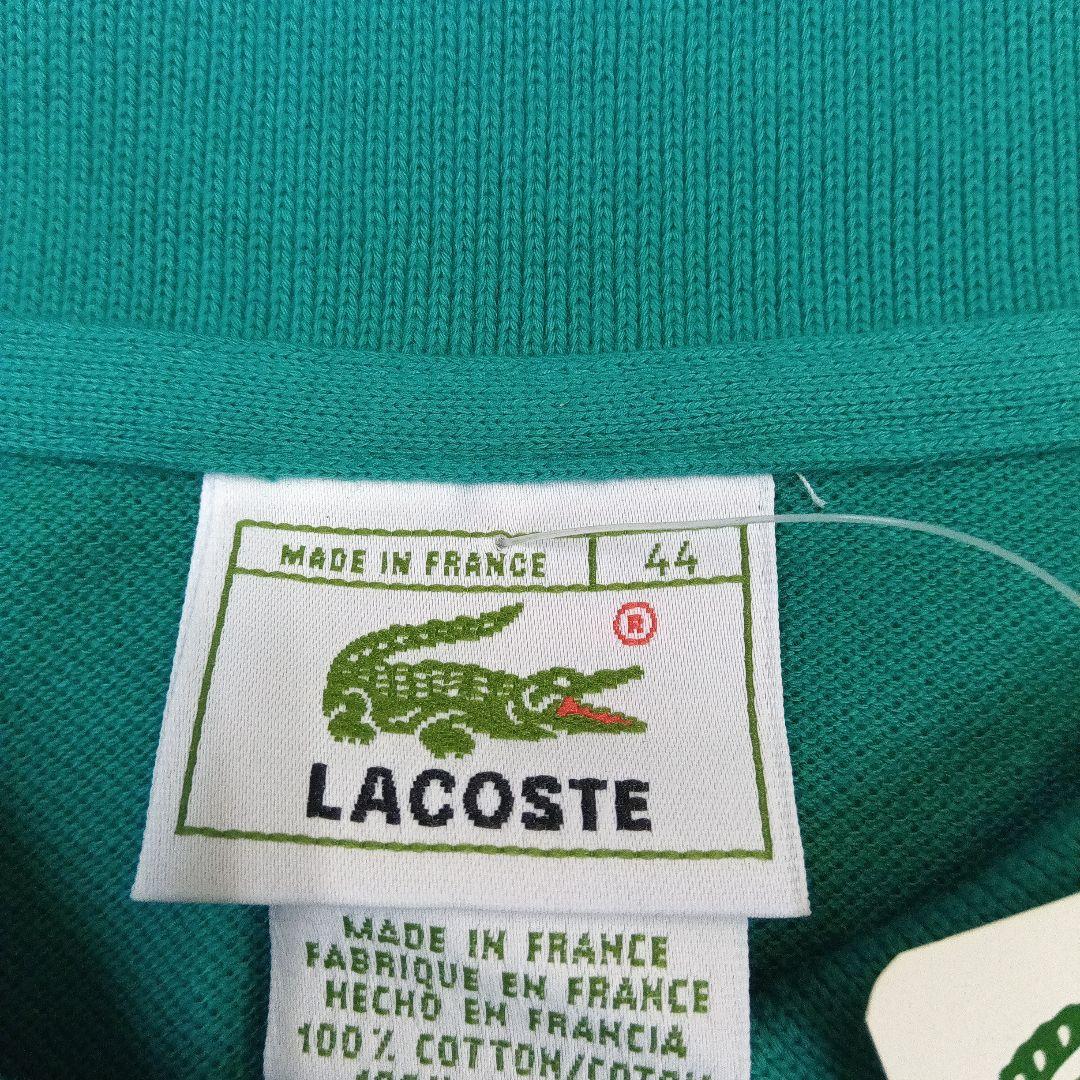 MADE IN FRANCE 44
®
LACOSTE
MADE IN FRANCE
FABRIQUE EN FRANCE
HECHO EN FRANCIA
100% COTTON/COTON